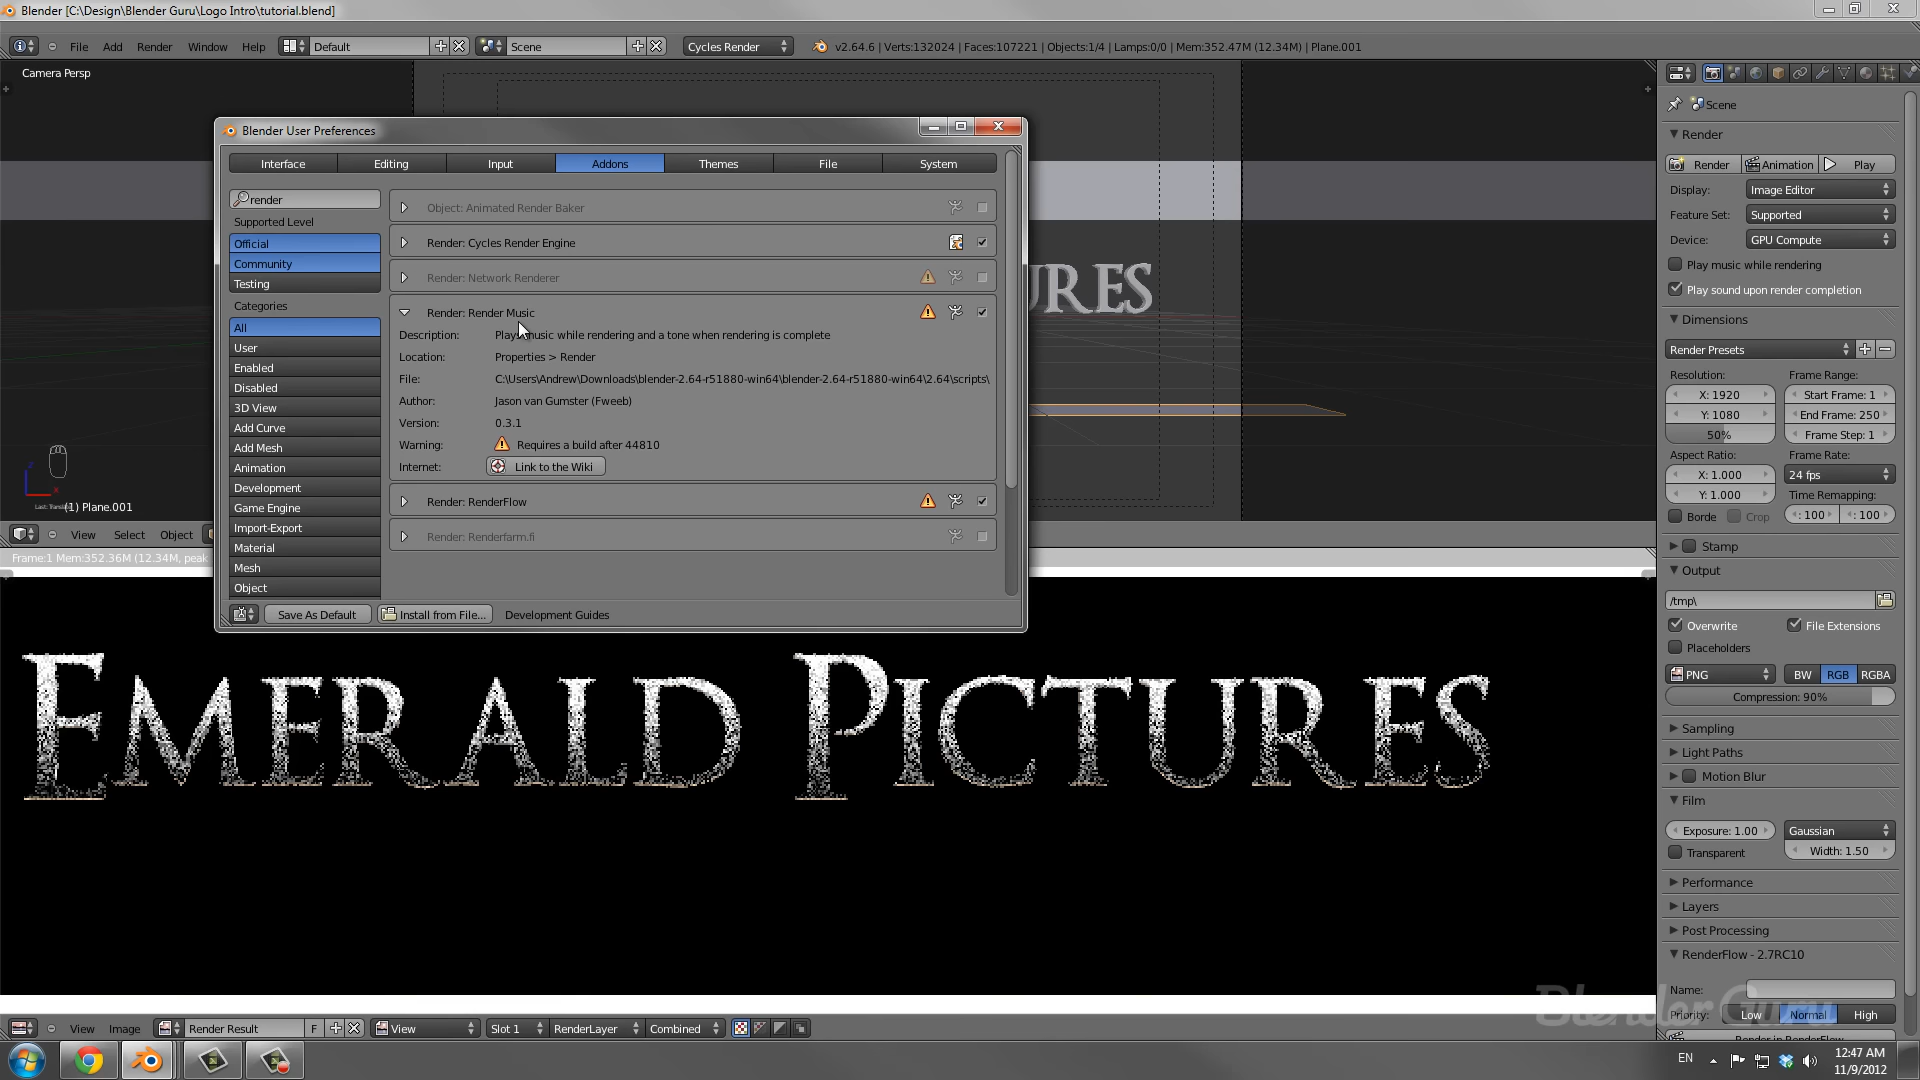 Blender [C:\Design\Blender Guru\Logo Intro\tutorial.blend]
File Add Render Window Help Default Scene Cycles Render v2.64.6 | Verts:132024 | Faces:107221 | Objects:1/4 | Lamps:0/0 | Mem:352.47M (12.34M) | Plane.001
Camera Persp
URES
(1) Plane.001
View Select Object
Frame:1 Mem:352.36M (12.34M, peak
Blender User Preferences
Interface Editing Input Addons Themes File System
render
Supported Level
Official
Community
Testing
Categories
All
User
Enabled
Disabled
3D View
Add Curve
Add Mesh
Animation
Development
Game Engine
Import-Export
Material
Mesh
Object
Object: Animated Render Baker
Render: Cycles Render Engine
Render: Network Renderer
Render: Render Music
Description: Play music while rendering and a tone when rendering is complete
Location: Properties > Render
File: C:\Users\Andrew\Downloads\blender-2.64-r51880-win64\blender-2.64-r51880-win64\2.64\scripts\
Author: Jason van Gumster (Fweeb)
Version: 0.3.1
Warning: Requires a build after 44810
Internet: Link to the Wiki
Render: RenderFlow
Render: Renderfarm.fi
Save As Default Install from File... Development Guides
Scene
Render
Render Animation Play
Display: Image Editor
Feature Set: Supported
Device: GPU Compute
Play music while rendering
Play sound upon render completion
Dimensions
Render Presets
Resolution: Frame Range:
X: 1920 Start Frame: 1
Y: 1080 End Frame: 250
50% Frame Step: 1
Aspect Ratio: Frame Rate:
X: 1.000 24 fps
Y: 1.000 Time Remapping:
Borde Crop : 100 : 100
Stamp
Output
/tmp\
Overwrite File Extensions
Placeholders
PNG BW RGB RGBA
Compression: 90%
Sampling
Light Paths
Motion Blur
Film
Exposure: 1.00 Gaussian
Transparent Width: 1.50
Performance
Layers
Post Processing
RenderFlow - 2.7RC10
Name:
Priority: Low Normal High
Render in RenderFlow
Emerald Pictures
BlenderGuru
View Image Render Result F View Slot 1 RenderLayer Combined
EN 12:47 AM
11/9/2012